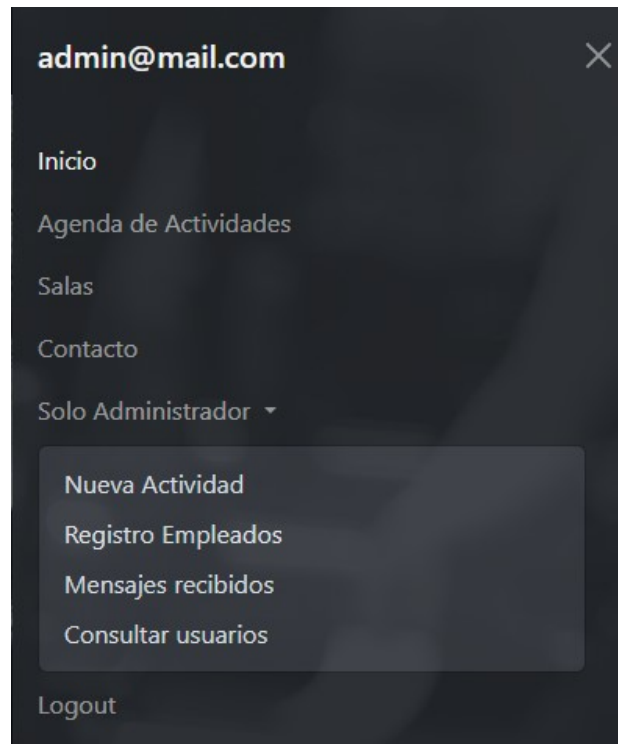 admin@mail.com
Inicio
Agenda de Actividades
Salas
Contacto
Solo Administrador
Nueva Actividad
Registro Empleados
Mensajes recibidos
Consultar usuarios
Logout